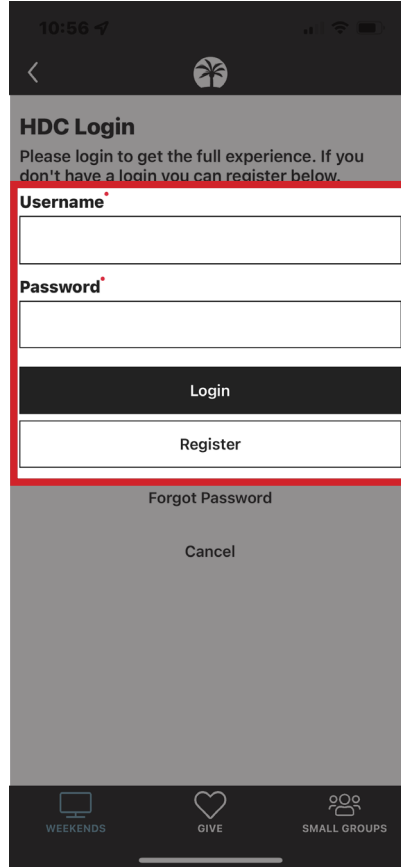 10:56
HDC Login
Please login to get the full experience. If you
don't have a login you can register below.
Username*
Password*
Login
Register
Forgot Password
Cancel
WEEKENDS
GIVE
SMALL GROUPS